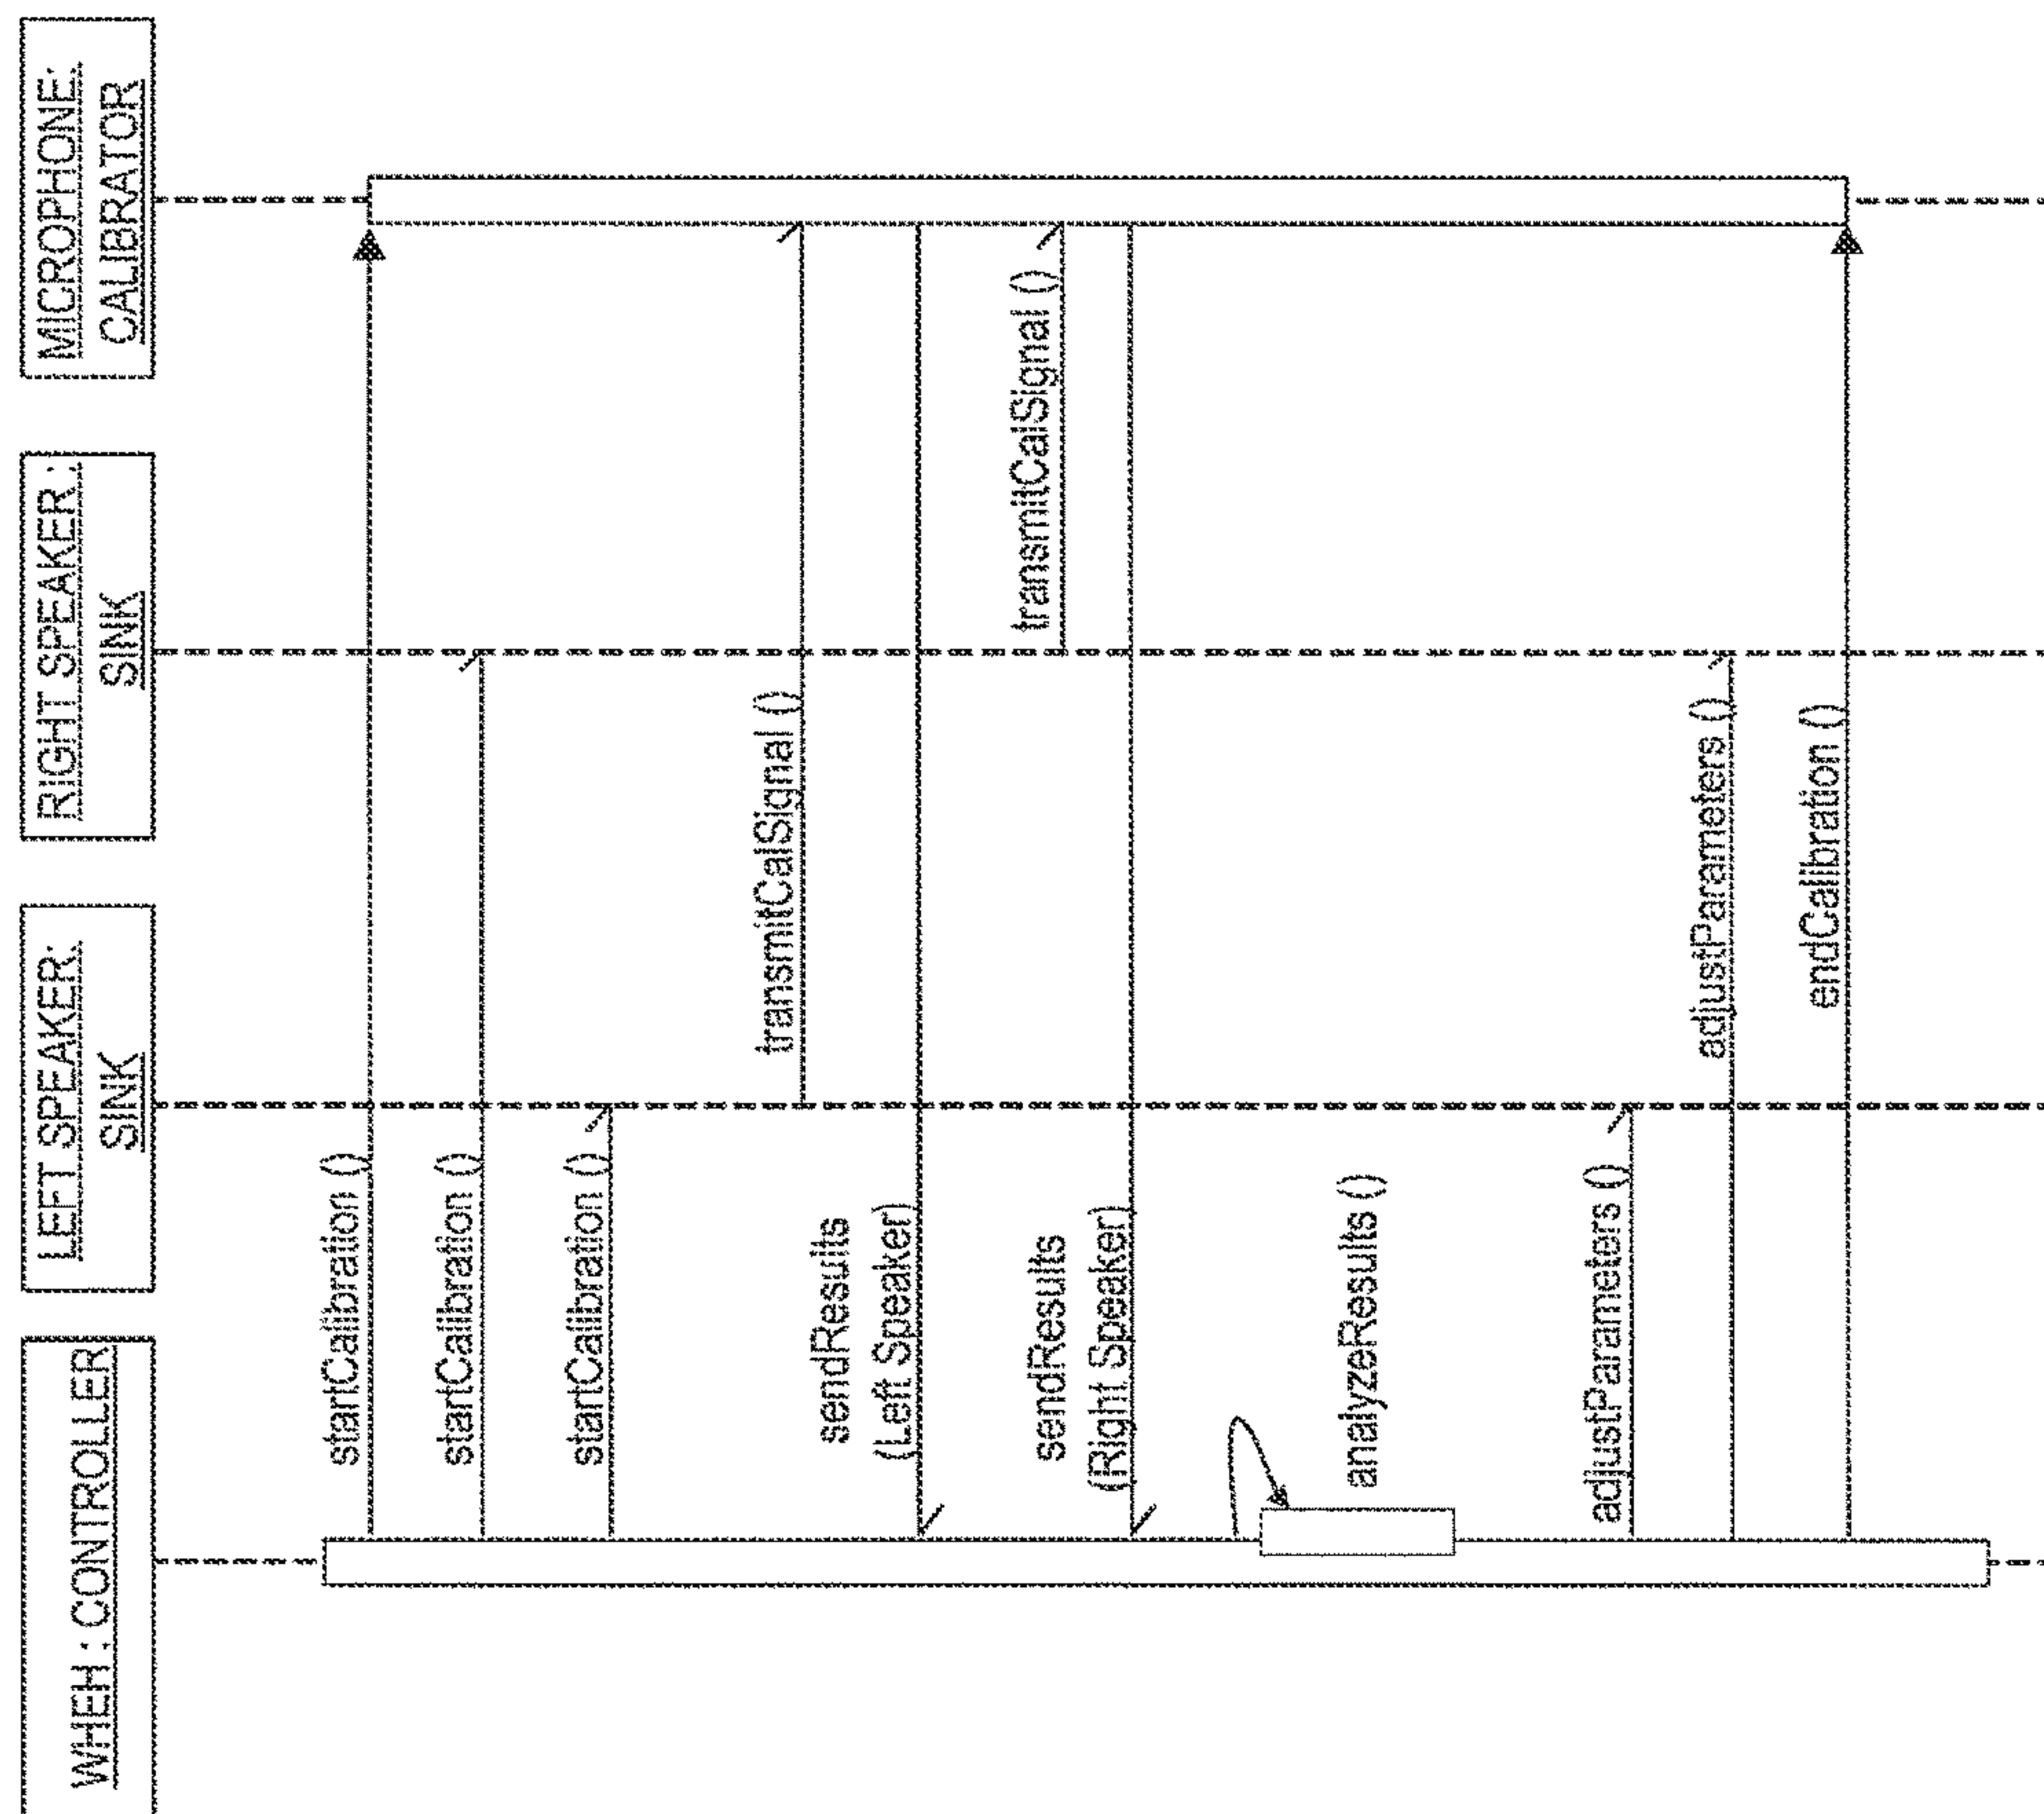 WHEH : CONTROLLER
LEFT SPEAKER:
SINK
RIGHT SPEAKER :
SINK
MICROPHONE:
CALIBRATOR
startCalibration ()
startCalibration ()
startCalibration ()
transmitCalSignal ()
sendResults
(Left Speaker)
transmitCalSignal ()
sendResults
(Right Speaker)
analyzeResults ()
adjustParameters ()
adjustParameters ()
endCalibration ()